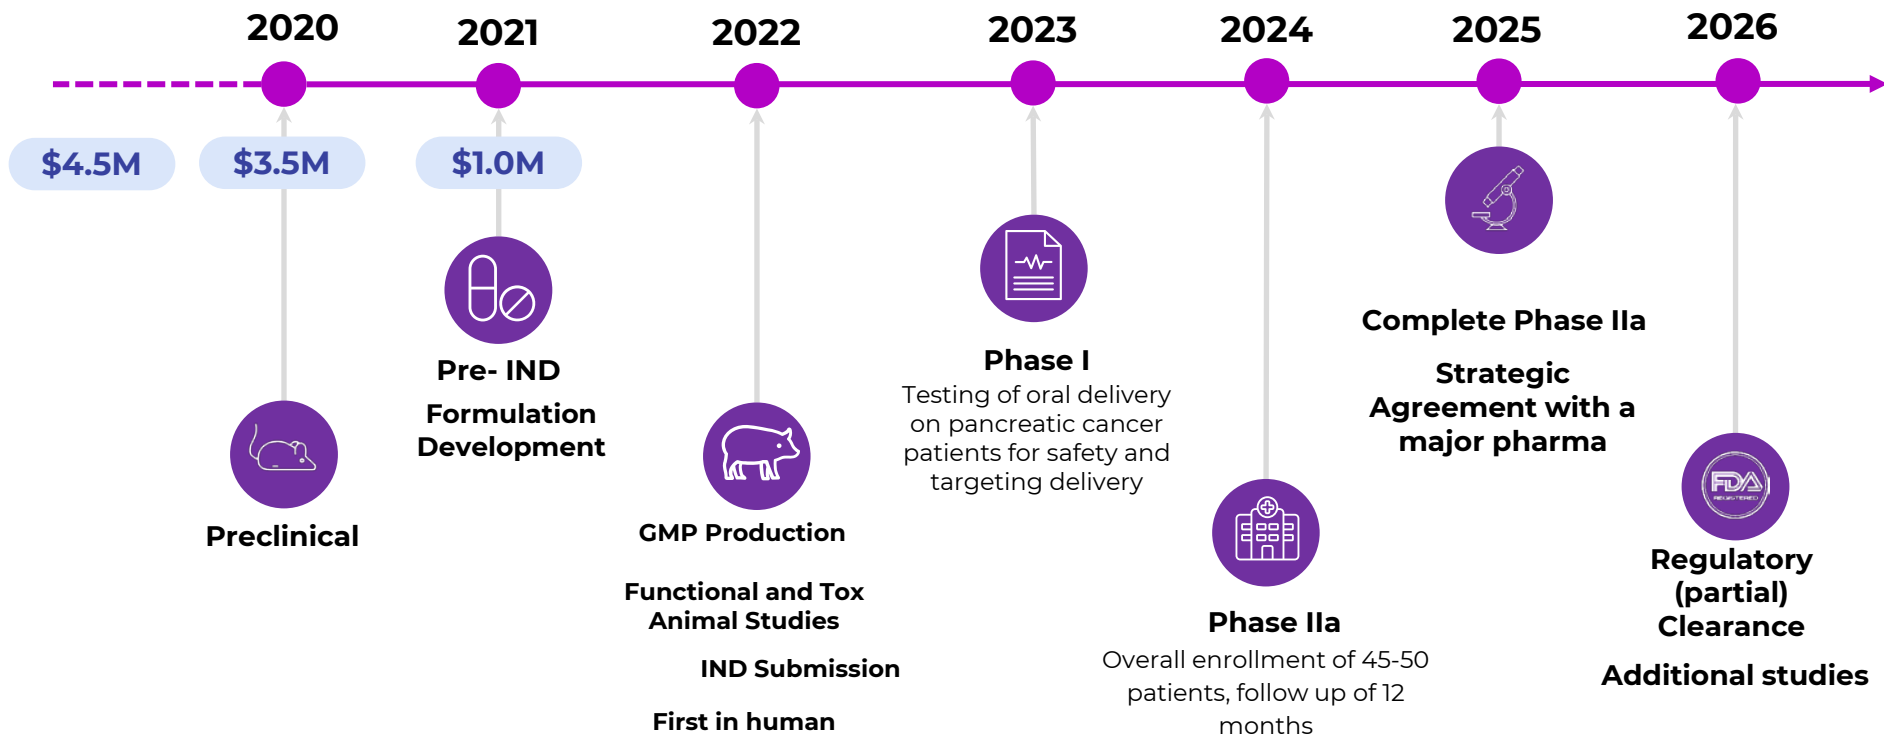 2020
2021
2022
2023
2024
2025
2026
$4.5M
$3.5M
$1.0M
Preclinical
Pre- IND
Formulation
Development
GMP Production
Functional and Tox
Animal Studies
IND Submission
First in human
Phase I
Testing of oral delivery
on pancreatic cancer
patients for safety and
targeting delivery
Phase IIa
Overall enrollment of 45-50
patients, follow up of 12
months
Complete Phase IIa
Strategic
Agreement with a
major pharma
FDA
REGISTERED
Regulatory
(partial)
Clearance
Additional studies